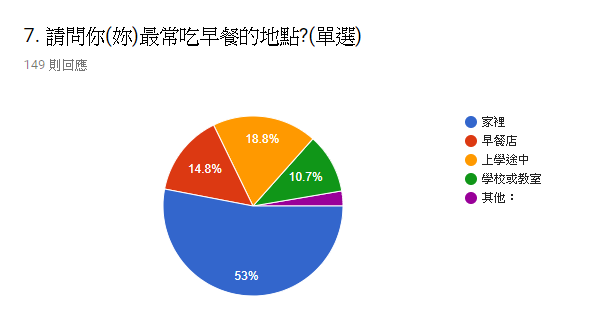 7. 請問你(妳)最常吃早餐的地點?(單選)
149 則回應
18.8%
14.8%
10.7%
53%
家裡
早餐店
上學途中
學校或教室
其他：